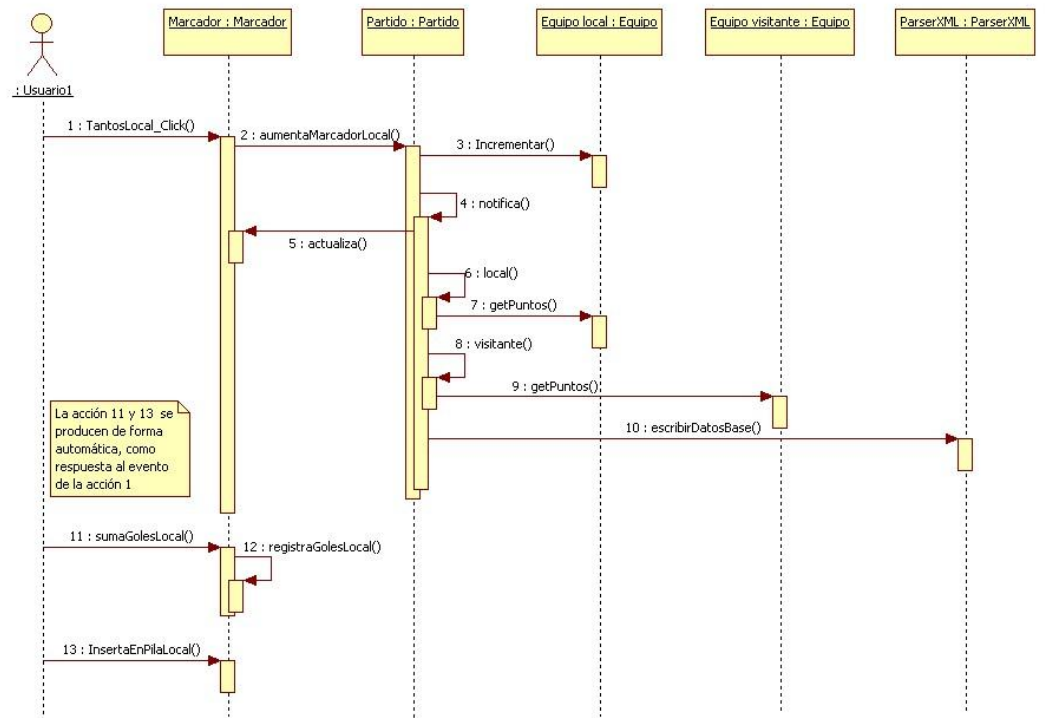 Marcador : Marcador
Partido : Partido
Equipo local : Equipo
Equipo visitante : Equipo
ParserXML : ParserXML
: Usuario1
1 : TantosLocal_Click()
2 : aumentaMarcadorLocal()
3 : Incrementar()
4 : notifica()
5 : actualiza()
6 : local()
7 : getPuntos()
8 : visitante()
9 : getPuntos()
10 : escribirDatosBase()
La acción 11 y 13 se
producen de forma
automática, como
respuesta al evento
de la acción 1
11 : sumaGolesLocal()
12 : registraGolesLocal()
13 : InsertaEnPilaLocal()